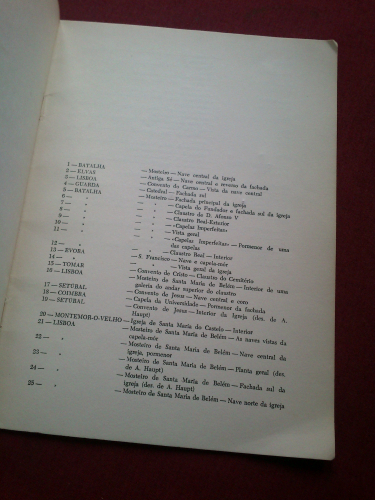 1 — BATALHA — Mosteiro — Nave central da igreja
2 — ELVAS — Antiga Sé — Nave central e reverso da fachada
3 — LISBOA — Convento do Carmo — Vista da nave central
4 — GUARDA — Catedral — Fachada sul
5 — BATALHA — Mosteiro — Fachada principal da igreja
6 — » » — Capela do Fundador e fachada sul da igreja
7 — » » — Claustro de D. Afonso V
8 — » » — Claustro Real-Exterior
9 — » » — «Capelas Imperfeitas»
10 — » » — Vista geral
11 — » » — «Capelas Imperfeitas» — Pormenor de uma
das capelas
12 — » » — Claustro Real — Interior
13 — ÉVORA — S. Francisco — Nave e capela-mór
14 — » » — Vista geral da igreja
15 — TOMAR — Convento de Cristo — Claustro do Cemitério
16 — LISBOA — Mosteiro de Santa Maria de Belém — Interior de uma
galeria do andar superior do claustro
17 — SETÚBAL — Convento de Jesus — Nave central e coro
18 — COIMBRA — Capela da Universidade — Pormenor da fachada
19 — SETÚBAL — Convento de Jesus — Interior da Igreja (des. de A.
Haupt)
20 — MONTEMOR-O-VELHO — Igreja de Santa Maria do Castelo — Interior
21 — LISBOA — Mosteiro de Santa Maria de Belém — As naves vistas da
capela-mór
22 — » — Mosteiro de Santa Maria de Belém — Nave central da
igreja, pormenor
23 — » — Mosteiro de Santa Maria de Belém — Planta geral (des.
de A. Haupt)
24 — » — Mosteiro de Santa Maria de Belém — Fachada sul da
igreja (des. de A. Haupt)
25 — » — Mosteiro de Santa Maria de Belém — Nave norte da igreja